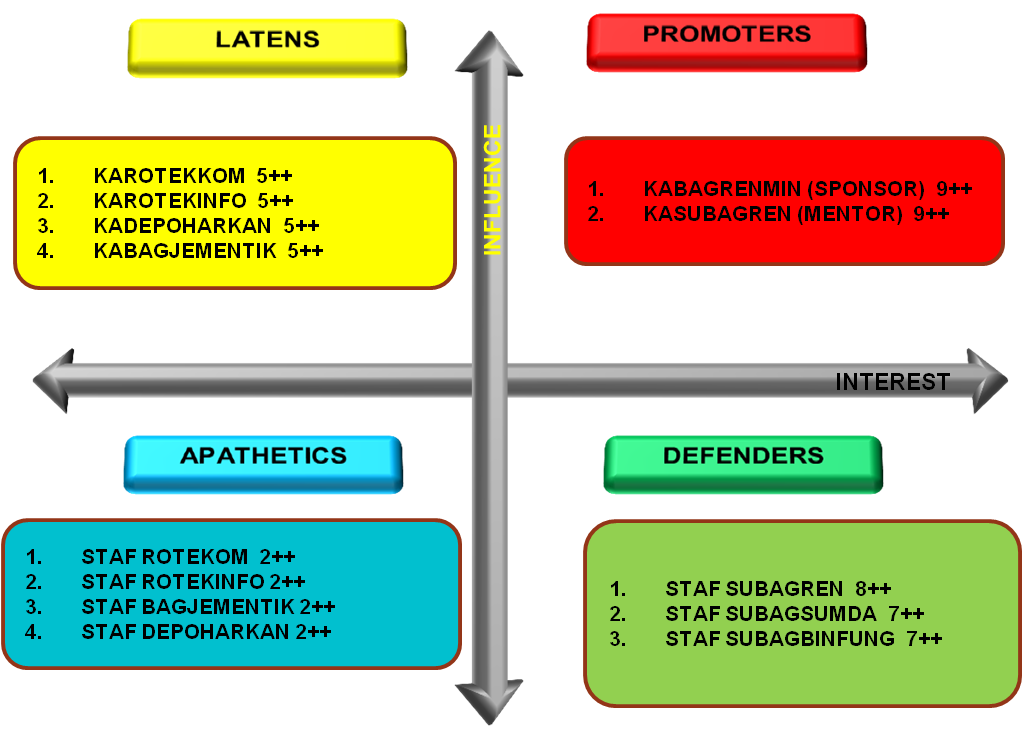 LATENS
PROMOTERS
INFLUENCE
1. KAROTEKKOM 5++
2. KAROTEKINFO 5++
3. KADEPOHARKAN 5++
4. KABAGJEMENTIK 5++
1. KABAGRENMIN (SPONSOR) 9++
2. KASUBAGREN (MENTOR) 9++
INTEREST
APATHETICS
DEFENDERS
1. STAF ROTEKOM 2++
2. STAF ROTEKINFO 2++
3. STAF BAGJEMENTIK 2++
4. STAF DEPOHARKAN 2++
1. STAF SUBAGREN 8++
2. STAF SUBAGSUMDA 7++
3. STAF SUBAGBINFUNG 7++